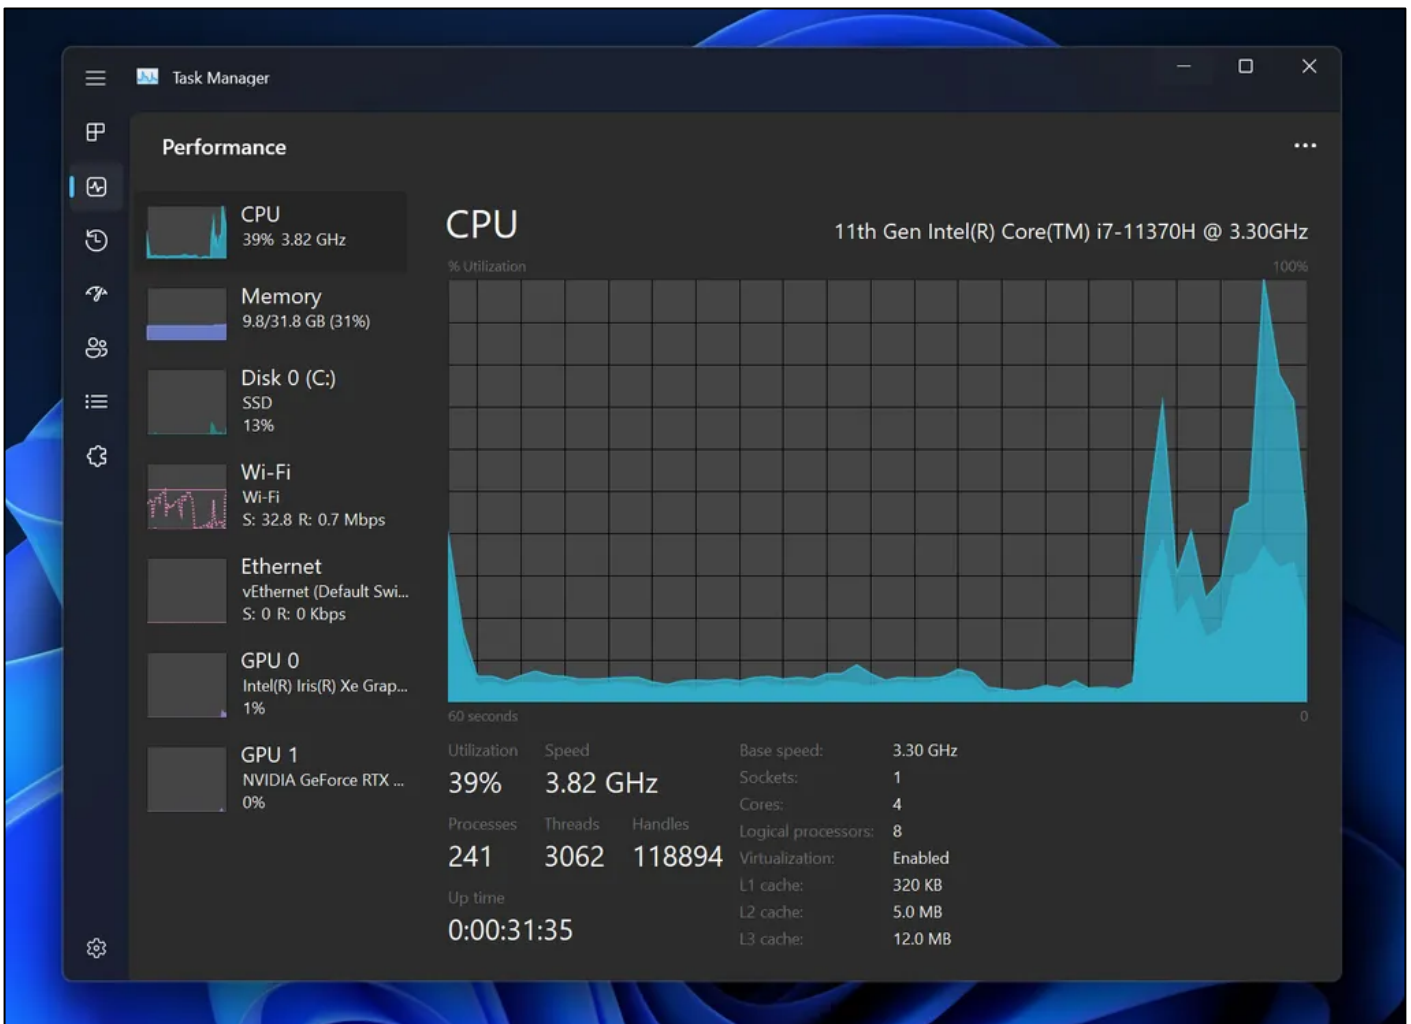 Task Manager
Performance
CPU
39% 3.82 GHz
Memory
9.8/31.8 GB (31%)
Disk 0 (C:)
SSD
13%
Wi-Fi
Wi-Fi
S: 32.8 R: 0.7 Mbps
Ethernet
vEthernet (Default Swi...
S: 0 R: 0 Kbps
GPU 0
Intel(R) Iris(R) Xe Grap...
1%
GPU 1
NVIDIA GeForce RTX ...
0%
CPU
11th Gen Intel(R) Core(TM) i7-11370H @ 3.30GHz
% Utilization 100%
60 seconds 0
Utilization Speed
39% 3.82 GHz
Processes Threads Handles
241 3062 118894
Up time
0:00:31:35
Base speed: 3.30 GHz
Sockets: 1
Cores: 4
Logical processors: 8
Virtualization: Enabled
L1 cache: 320 KB
L2 cache: 5.0 MB
L3 cache: 12.0 MB